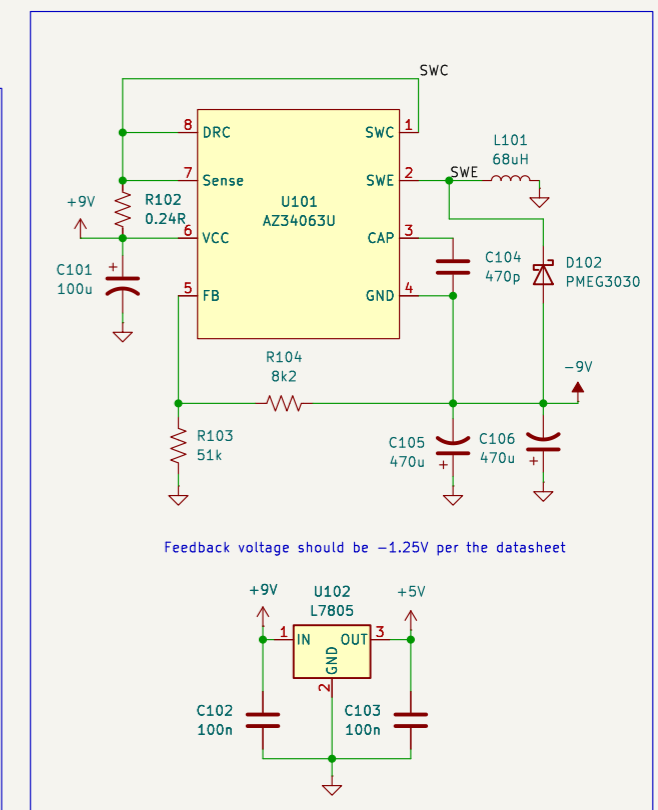 SWC
8
DRC
SWC
1
L101
68uH
7
Sense
SWE
2
SWE
R102
0.24R
U101
AZ34063U
+9V
6
VCC
CAP
3
C104
470p
D102
PMEG3030
C101
100u
+
5
FB
GND
4
R104
8k2
-9V
R103
51k
C105
470u
+
C106
470u
+
Feedback voltage should be -1.25V per the datasheet
+9V
U102
L7805
+5V
1
IN
OUT
3
GND
2
C102
100n
C103
100n